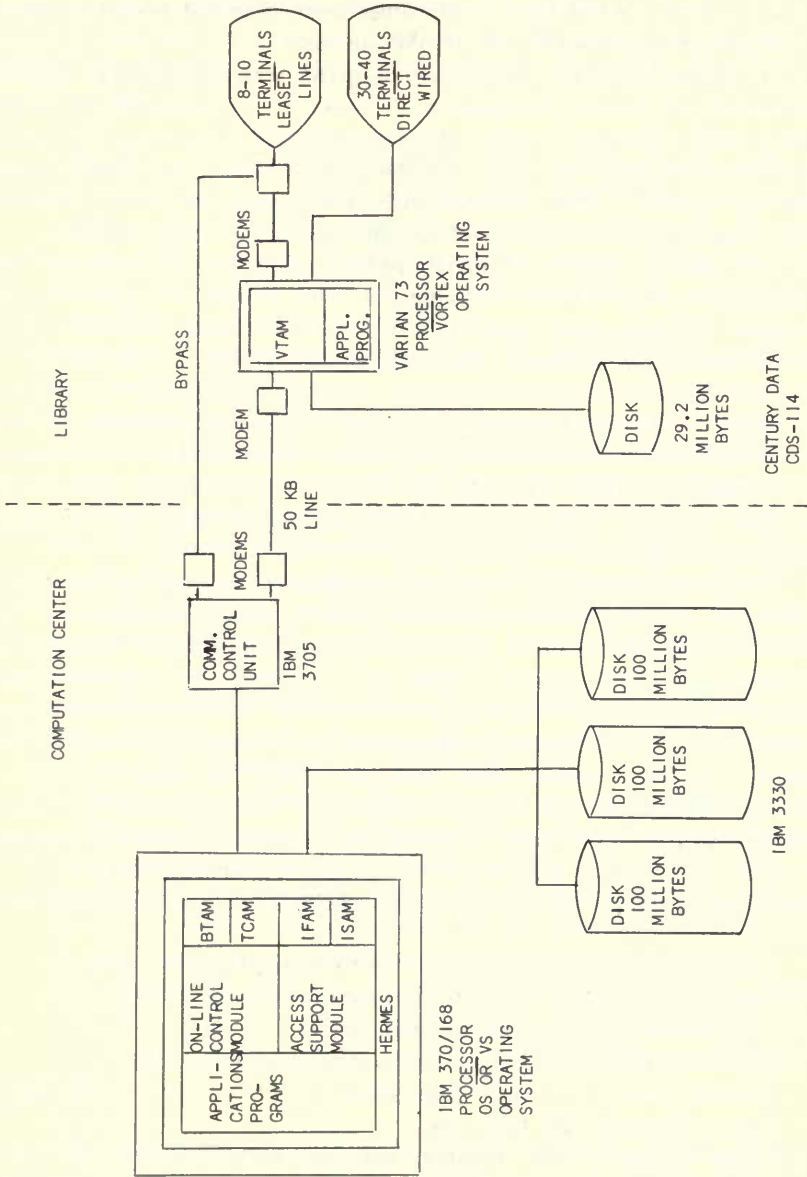 COMPUTATION CENTER
LIBRARY
APPLI-
CATIONS
PRO-
GRAMS
ON-LINE
CONTROL
MODULE
BTAM
TCAM
ACCESS
SUPPORT
MODULE
IFAM
ISAM
HERMES
IBM 370/168
PROCESSOR
OS OR VS
OPERATING
SYSTEM
COMM.
CONTROL
UNIT
IBM
3705
MODEMS
BYPASS
50 KB
LINE
MODEM
VTAM
APPL.
PROG.
VARIAN 73
PROCESSOR
VORTEX
OPERATING
SYSTEM
MODEMS
8-10
TERMINALS
LEASED
LINES
30-40
TERMINALS
DIRECT
WIRED
DISK
100
MILLION
BYTES
DISK
100
MILLION
BYTES
DISK
100
MILLION
BYTES
IBM 3330
DISK
29.2
MILLION
BYTES
CENTURY DATA
CDS-114